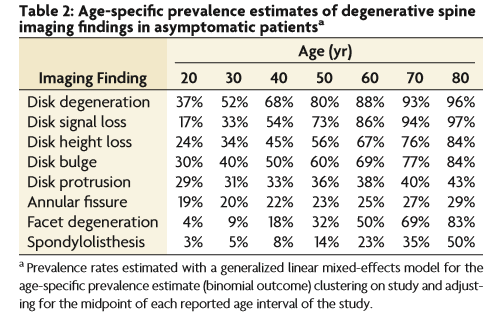 Table 2: Age-specific prevalence estimates of degenerative spine
imaging findings in asymptomatic patientsᵃ
Age (yr)
Imaging Finding 20 30 40 50 60 70 80
Disk degeneration 37% 52% 68% 80% 88% 93% 96%
Disk signal loss 17% 33% 54% 73% 86% 94% 97%
Disk height loss 24% 34% 45% 56% 67% 76% 84%
Disk bulge 30% 40% 50% 60% 69% 77% 84%
Disk protrusion 29% 31% 33% 36% 38% 40% 43%
Annular fissure 19% 20% 22% 23% 25% 27% 29%
Facet degeneration 4% 9% 18% 32% 50% 69% 83%
Spondylolisthesis 3% 5% 8% 14% 23% 35% 50%
ᵃ Prevalence rates estimated with a generalized linear mixed-effects model for the
age-specific prevalence estimate (binomial outcome) clustering on study and adjust-
ing for the midpoint of each reported age interval of the study.